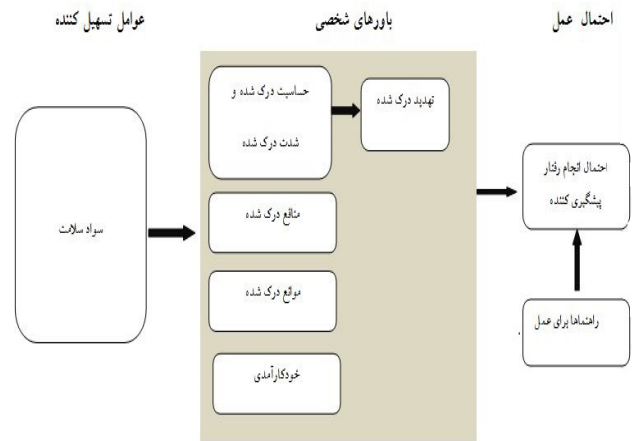 عوامل تسهیل کننده
باورهای شخصی
احتمال عمل
سواد سلامت
حساسیت درک شده و
شدت درک شده
تهدید درک شده
منافع درک شده
موانع درک شده
خودکارآمدی
احتمال انجام رفتار
پیشگیری کننده
راهنماها برای عمل
.